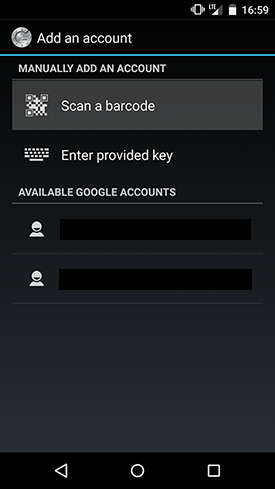 LTE 16:59
Add an account
MANUALLY ADD AN ACCOUNT
Scan a barcode
Enter provided key
AVAILABLE GOOGLE ACCOUNTS